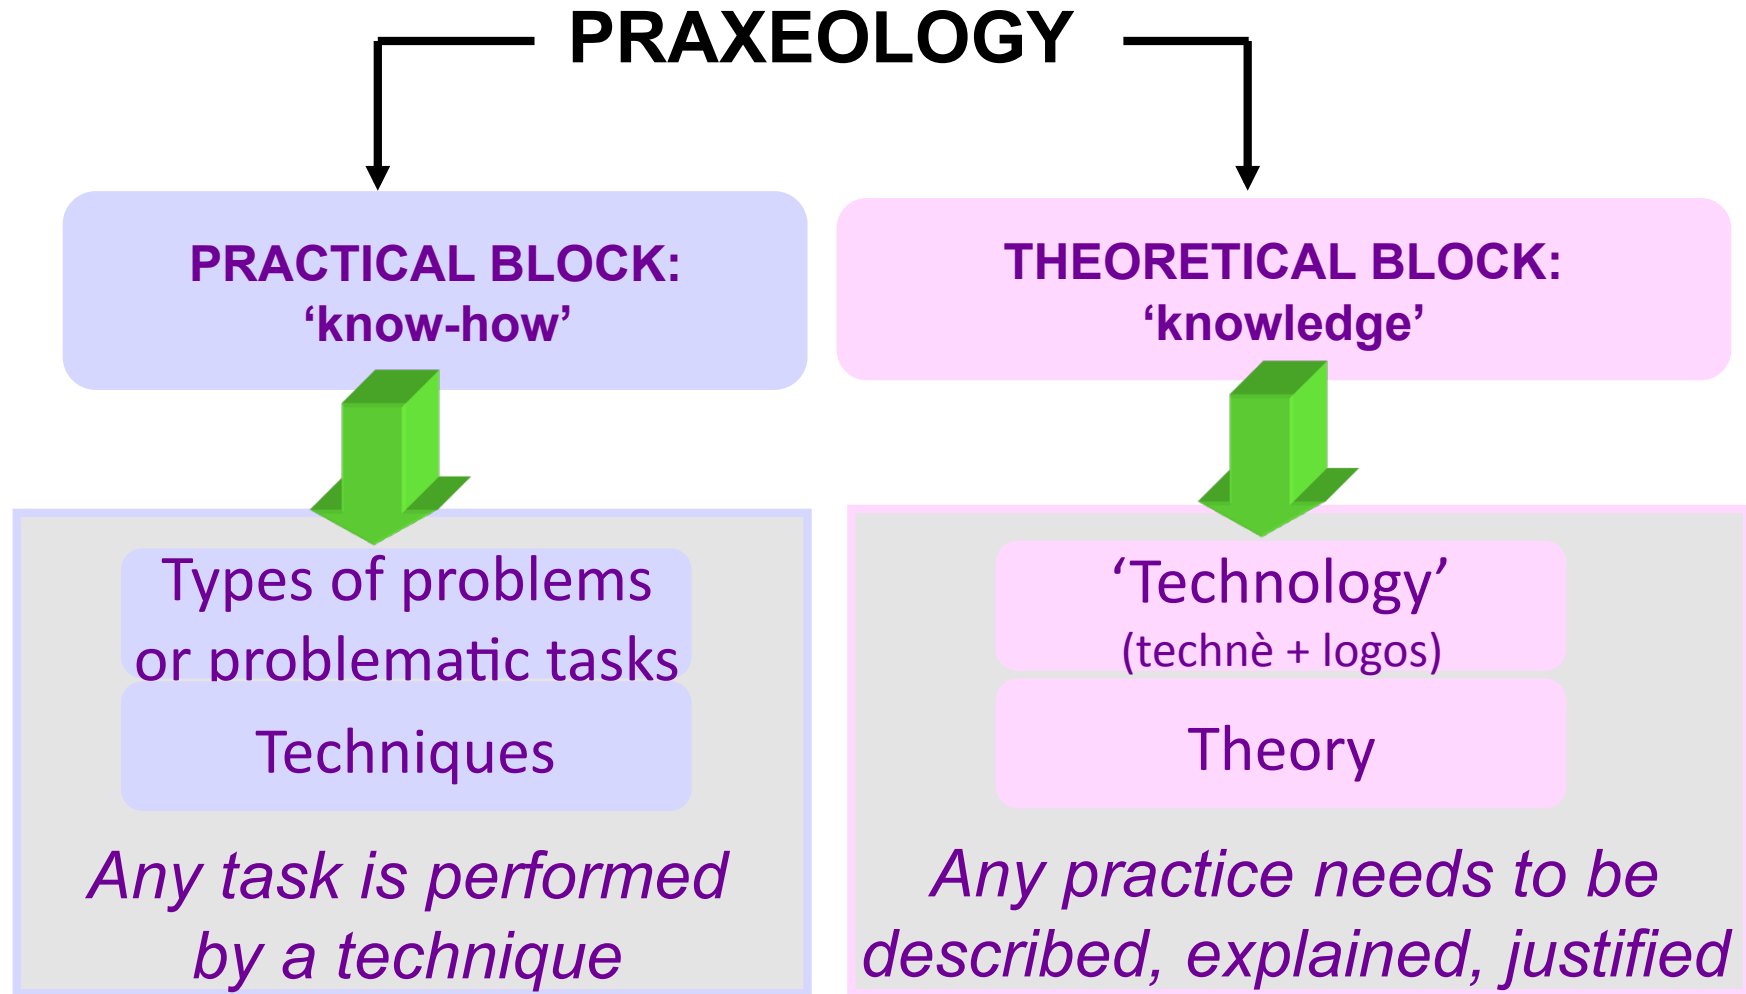 PRAXEOLOGY
PRACTICAL BLOCK:
‘know-how’
Types of problems
or problematic tasks
Techniques
Any task is performed
by a technique
THEORETICAL BLOCK:
‘knowledge’
‘Technology’
(technè + logos)
Theory
Any practice needs to be
described, explained, justified